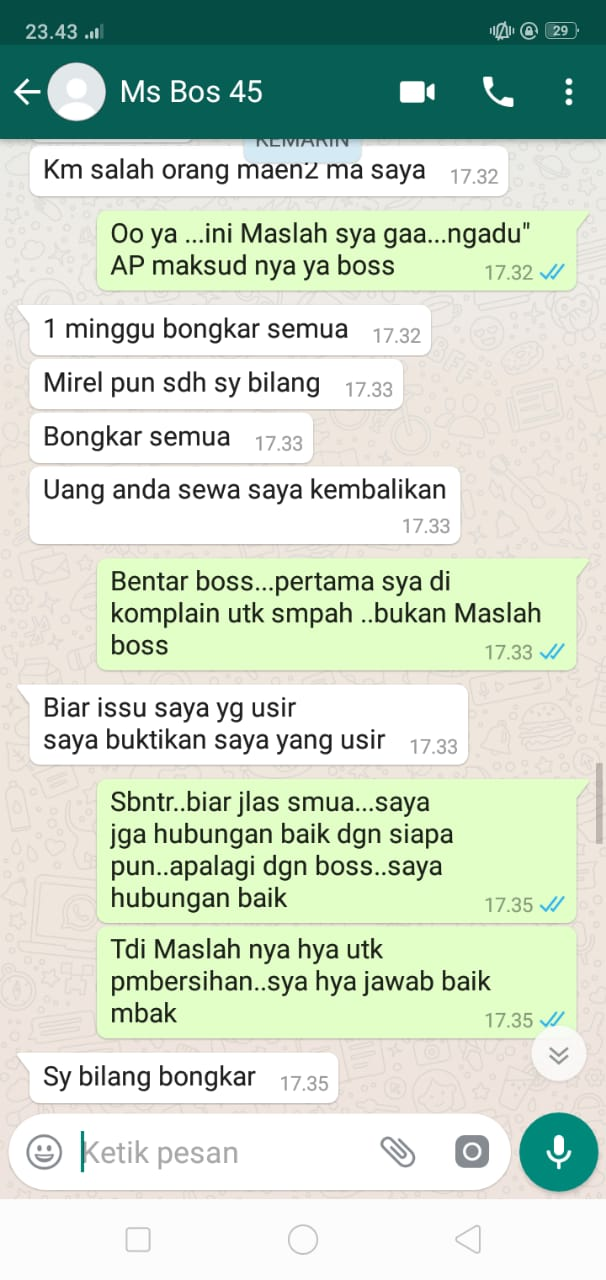 23.43
29
Ms Bos 45
KEMARIN
Km salah orang maen2 ma saya 17.32
Oo ya ...ini Maslah sya gaa...ngadu"
AP maksud nya ya boss 17.32
1 minggu bongkar semua 17.32
Mirel pun sdh sy bilang 17.33
Bongkar semua 17.33
Uang anda sewa saya kembalikan
17.33
Bentar boss...pertama sya di
komplain utk smpah ..bukan Maslah
boss 17.33
Biar issu saya yg usir
saya buktikan saya yang usir 17.33
Sbntr..biar jlas smua...saya
jga hubungan baik dgn siapa
pun..apalagi dgn boss..saya
hubungan baik 17.35
Tdi Maslah nya hya utk
pmbersihan..sya hya jawab baik
mbak 17.35
Sy bilang bongkar 17.35
Ketik pesan